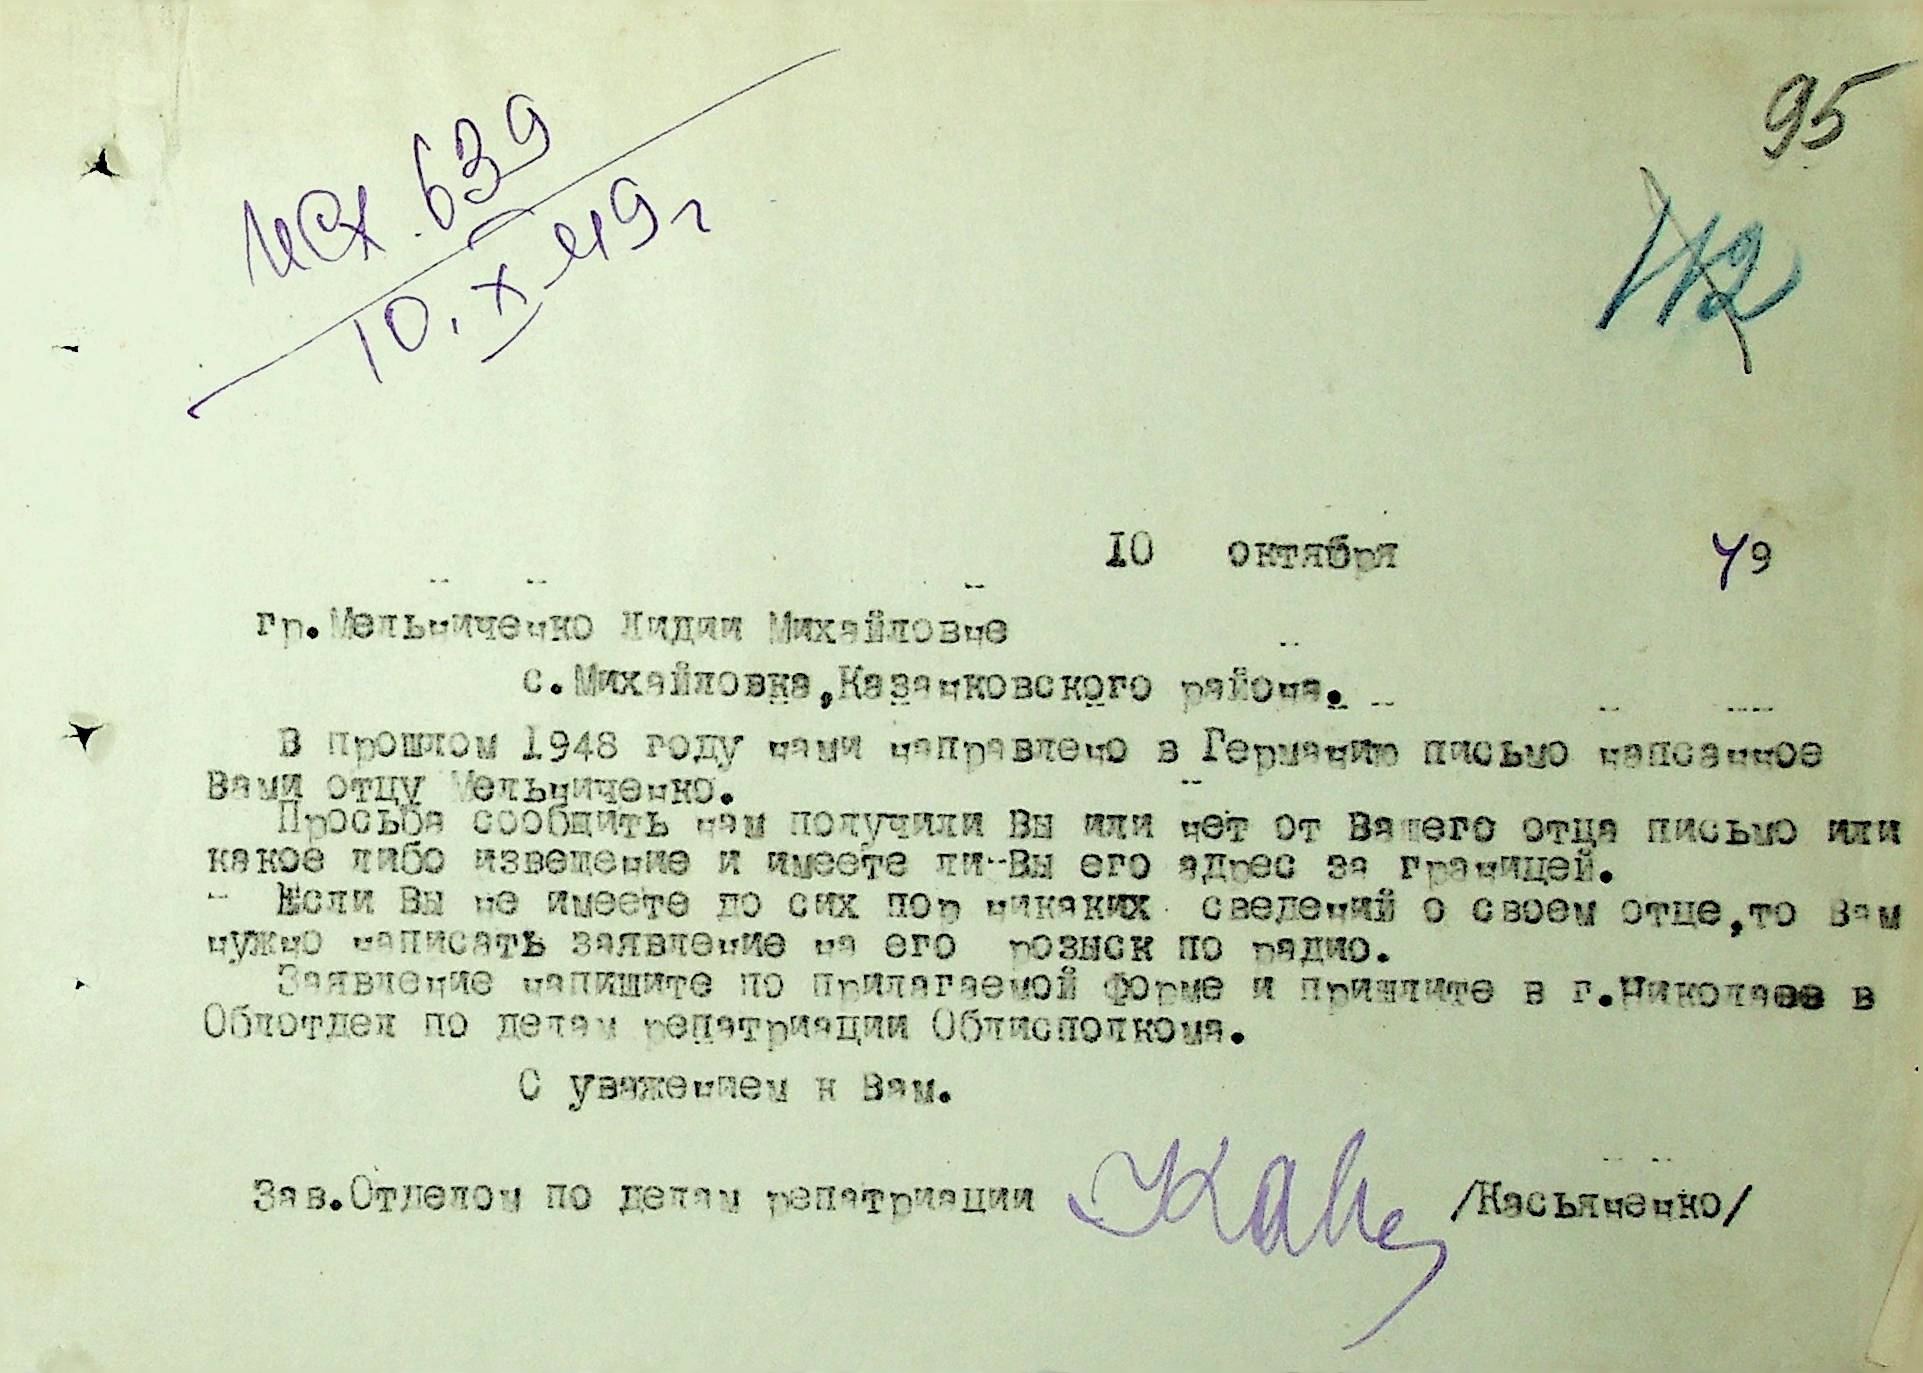 95
исх. 639
10.X 49 г
112
10 октября 49
гр.Мельниченко Лидии Михайловне
с.Михайловка,Казанковского района.
В прошлом 1948 году нами направлено в Германию письмо напсанное
Вами отцу Мельниченко.
Просьба сообщить нам получили Вы или нет от Вашего отца письмо или
какое либо извещение и имеете ли-Вы его адрес за границей.
- Если Вы не имеете до сих пор никаких сведений о своем отце,то Вам
нужно написать заявление на его розыск по радио.
Заявление напишите по прилагаемой форме и пришлите в г.Николаев в
Облотдел по делам репатриации Облисполкома.
С уважением к Вам.
Зав.Отделом по делам репатриации /Касьяненко/